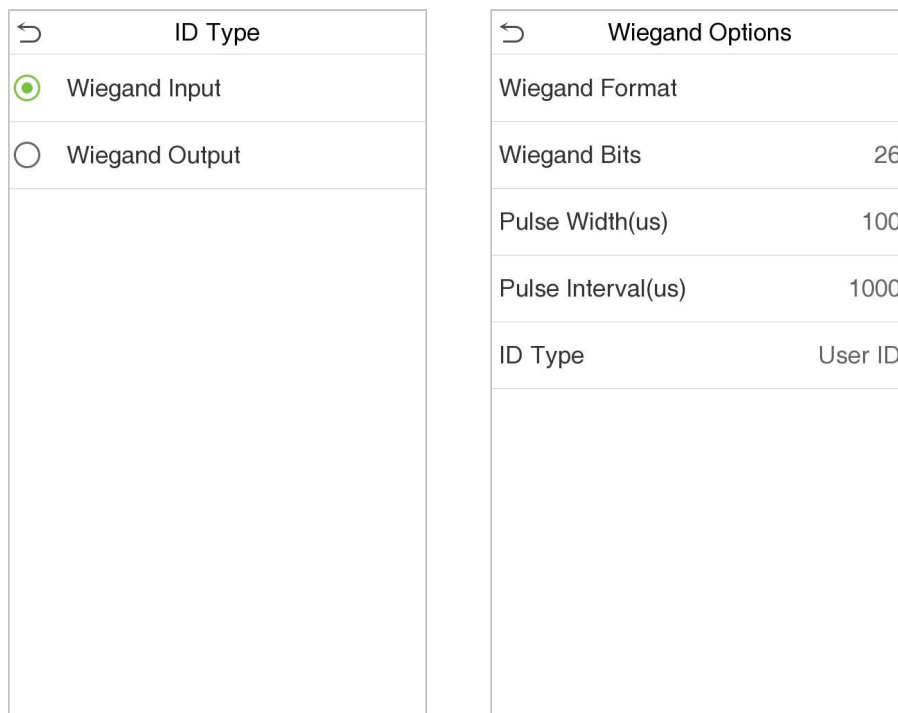 ID Type
Wiegand Input
Wiegand Output
Wiegand Options
Wiegand Format
Wiegand Bits 26
Pulse Width(us) 100
Pulse Interval(us) 1000
ID Type User ID